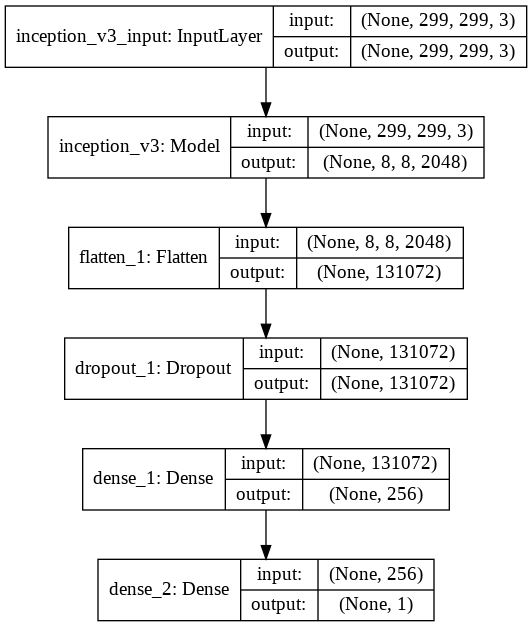 inception_v3_input: InputLayer
input: (None, 299, 299, 3)
output: (None, 299, 299, 3)
inception_v3: Model
input: (None, 299, 299, 3)
output: (None, 8, 8, 2048)
flatten_1: Flatten
input: (None, 8, 8, 2048)
output: (None, 131072)
dropout_1: Dropout
input: (None, 131072)
output: (None, 131072)
dense_1: Dense
input: (None, 131072)
output: (None, 256)
dense_2: Dense
input: (None, 256)
output: (None, 1)